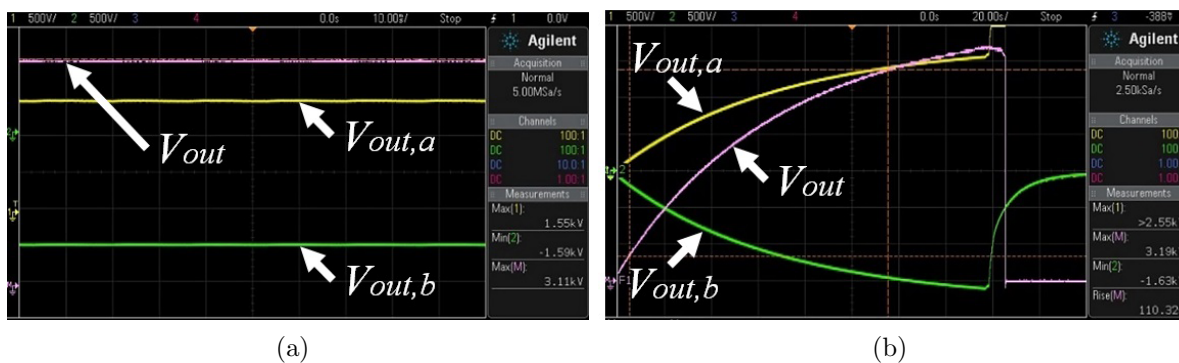 1 500V/ 2 500V/ 3 4 0.0s 10.00ms/ Stop 1 0.0V
Agilent
Acquisition
Normal
5.00MSa/s
Channels
DC 100:1
DC 100:1
DC 10.0:1
DC 1.00:1
Measurements
Max(1):
1.55kV
Min(2):
-1.59kV
Max(M):
3.11kV
Vout
Vout,a
Vout,b
(a)
1 500V/ 2 500V/ 3 4 0.0s 20.00s/ Stop 3 -388
Agilent
Acquisition
Normal
2.50kSa/s
Channels
DC 100
DC 100
DC 1.00
DC 1.00
Measurements
Max(1):
>2.55k
Max(M):
3.19k
Min(2):
-1.63k
Rise(M):
110.32
Vout,a
Vout
Vout,b
(b)